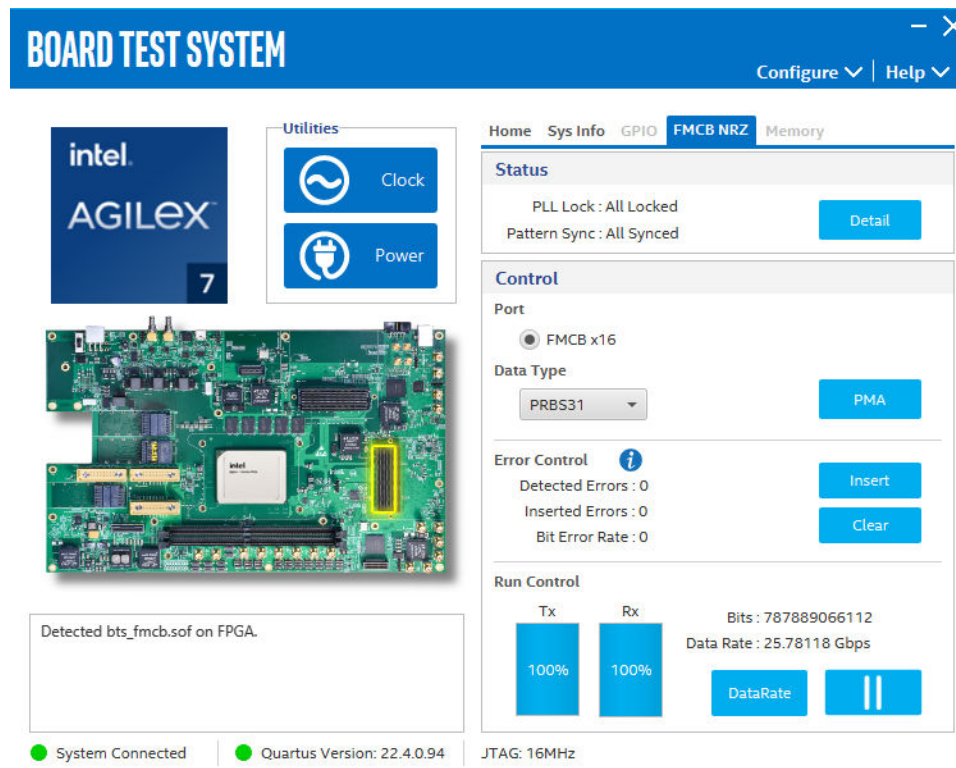 BOARD TEST SYSTEM
Configure
Help
intel.
AGILEX
7
Utilities
Clock
Power
Home Sys Info GPIO FMCB NRZ Memory
Status
PLL Lock : All Locked
Pattern Sync : All Synced
Detail
Control
Port
FMCB x16
Data Type
PRBS31
PMA
Error Control
Detected Errors : 0
Inserted Errors : 0
Bit Error Rate : 0
Insert
Clear
Run Control
Tx Rx
100% 100%
Bits : 787889066112
Data Rate : 25.78118 Gbps
DataRate
intel
Detected bts_fmcb.sof on FPGA.
System Connected
Quartus Version: 22.4.0.94
JTAG: 16MHz